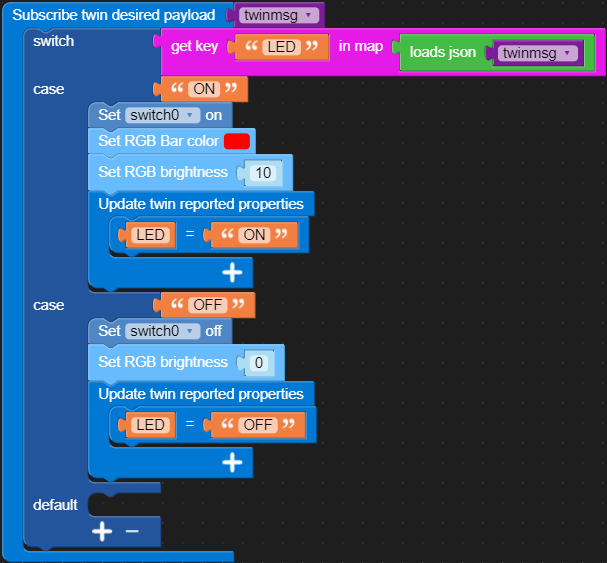 Subscribe twin desired payload twinmsg
switch get key “ LED ” in map loads json twinmsg
case “ ON ”
Set switch0 on
Set RGB Bar color
Set RGB brightness 10
Update twin reported properties
LED = “ ON ”
+
case “ OFF ”
Set switch0 off
Set RGB brightness 0
Update twin reported properties
LED = “ OFF ”
+
default
+ −